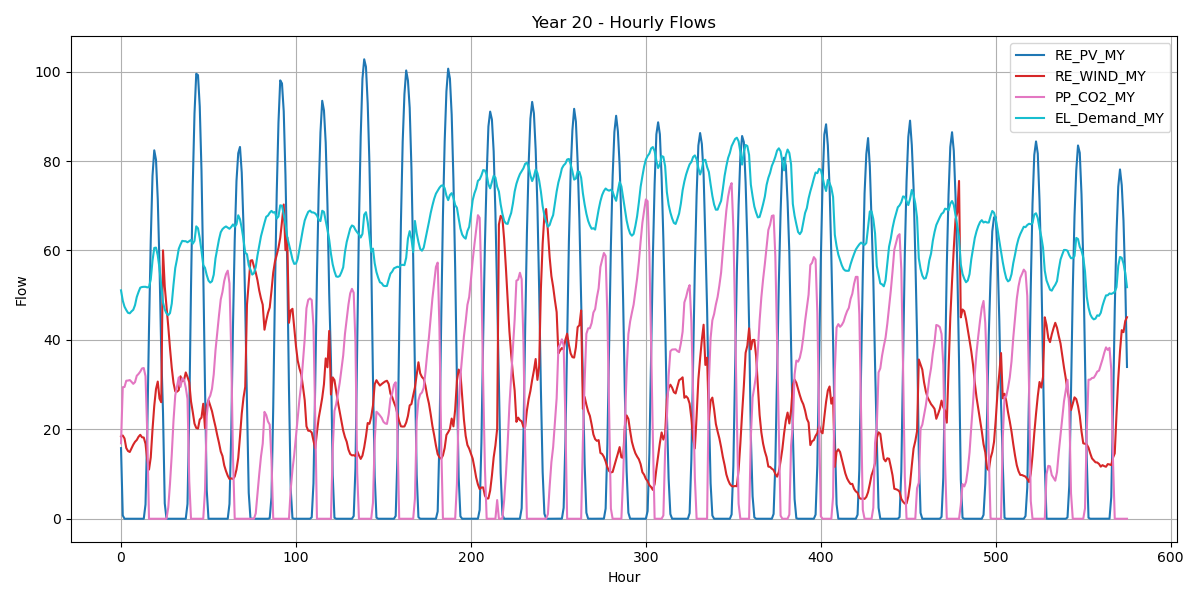 Year 20 - Hourly Flows
RE_PV_MY
RE_WIND_MY
PP_CO2_MY
EL_Demand_MY
Flow
100
80
60
40
20
0
0 100 200 300 400 500 600
Hour